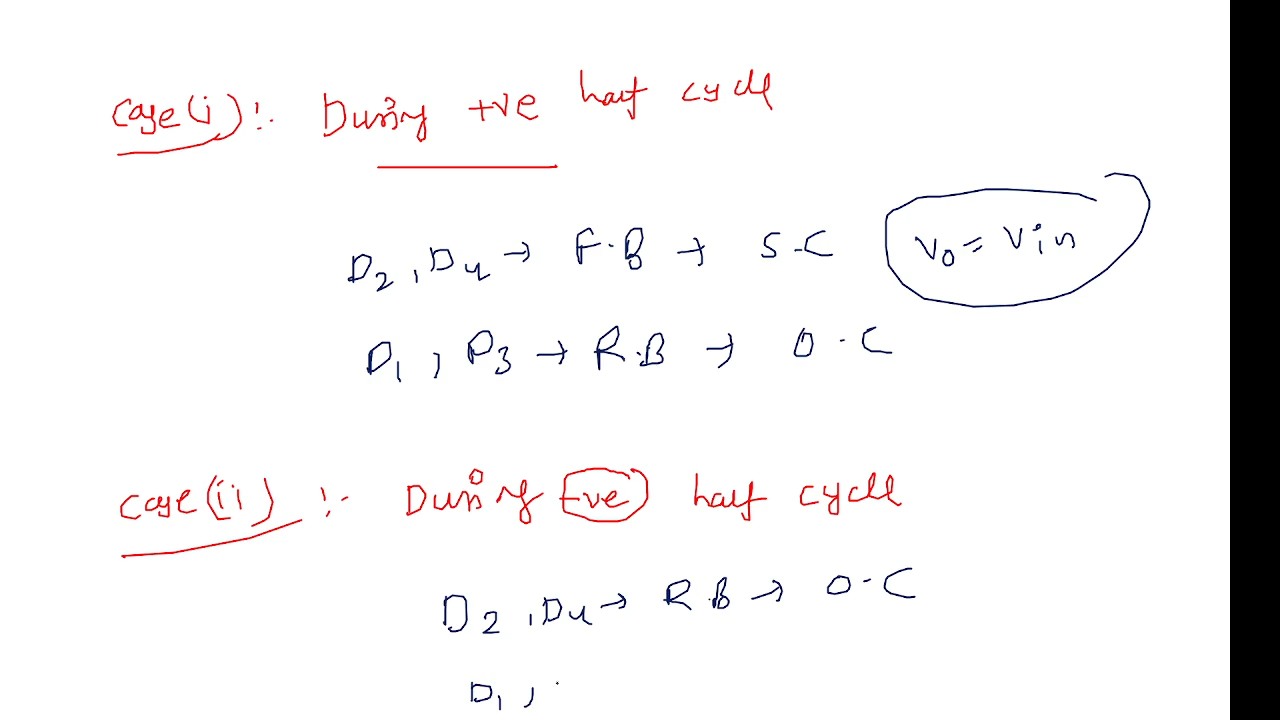 Case(i):- During +ve half cycle
D2, D4 → F.B → S.C V0 = Vin
D1, D3 → R.B → O.C
Case(ii):- During -ve half cycle
D2, D4 → R.B → O.C
D1,